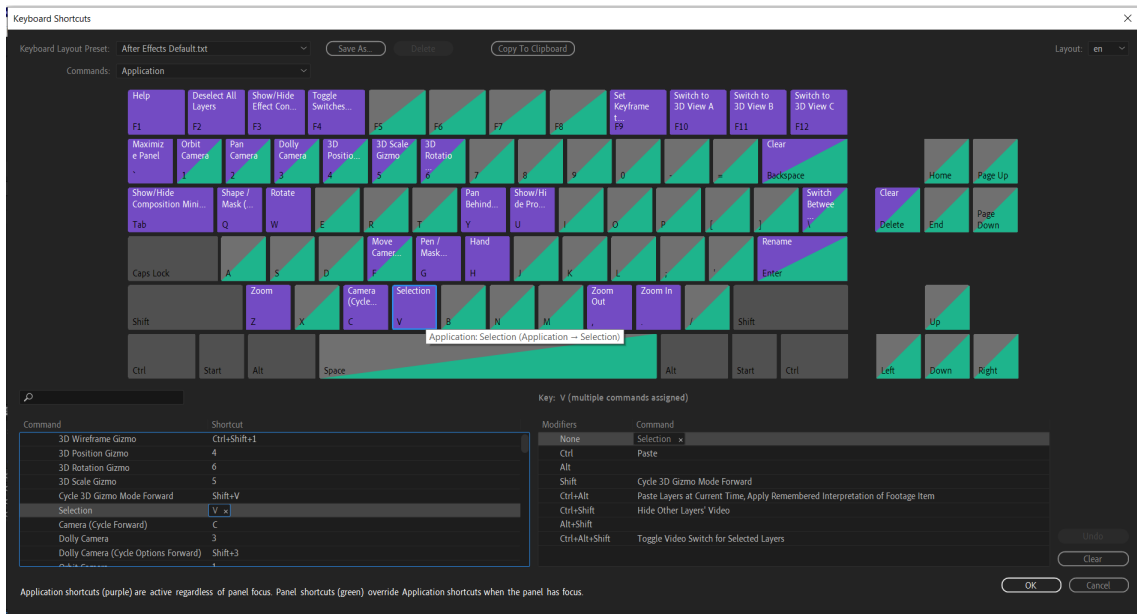 Keyboard Shortcuts
Keyboard Layout Preset: After Effects Default.txt Save As... Delete Copy To Clipboard Layout: en
Commands: Application
Help Deselect All Show/Hide Toggle Set Switch to Switch to Switch to
Layers Effect Con... Switches... Keyframe 3D View A 3D View B 3D View C
t...
F1 F2 F3 F4 F5 F6 F7 F8 F9 F10 F11 F12
Maximiz Orbit Pan Dolly 3D 3D Scale 3D Clear
e Panel Camera Camera Camera Positio... Gizmo Rotatio
...
` 1 2 3 4 5 6 7 8 9 0 - = Backspace Home Page Up
Show/Hide Shape / Rotate Pan Show/Hi Switch Clear
Composition Mini... Mask (... Behind... de Pro... Betwee
...
Tab Q W E R T Y U I O P [ ] \ Delete End Page Down
Move Pen / Hand Rename
Camer... Mask...
Caps Lock A S D F G H J K L ; ' Enter
Zoom Camera Selection Zoom Zoom In
(Cycle... Out
Shift Z X C V B N M , . / Shift Up
Application: Selection (Application → Selection)
Ctrl Start Alt Space Alt Start Ctrl Left Down Right
Key: V (multiple commands assigned)
Command Shortcut
3D Wireframe Gizmo Ctrl+Shift+1
3D Position Gizmo 4
3D Rotation Gizmo 6
3D Scale Gizmo 5
Cycle 3D Gizmo Mode Forward Shift+V
Selection V ×
Camera (Cycle Forward) C
Dolly Camera 3
Dolly Camera (Cycle Options Forward) Shift+3
Orbit Camera 1
Modifiers Command
None Selection ×
Ctrl Paste
Alt
Shift Cycle 3D Gizmo Mode Forward
Ctrl+Alt Paste Layers at Current Time, Apply Remembered Interpretation of Footage Item
Ctrl+Shift Hide Other Layers' Video
Alt+Shift
Ctrl+Alt+Shift Toggle Video Switch for Selected Layers
Undo
Clear
OK Cancel
Application shortcuts (purple) are active regardless of panel focus. Panel shortcuts (green) override Application shortcuts when the panel has focus.